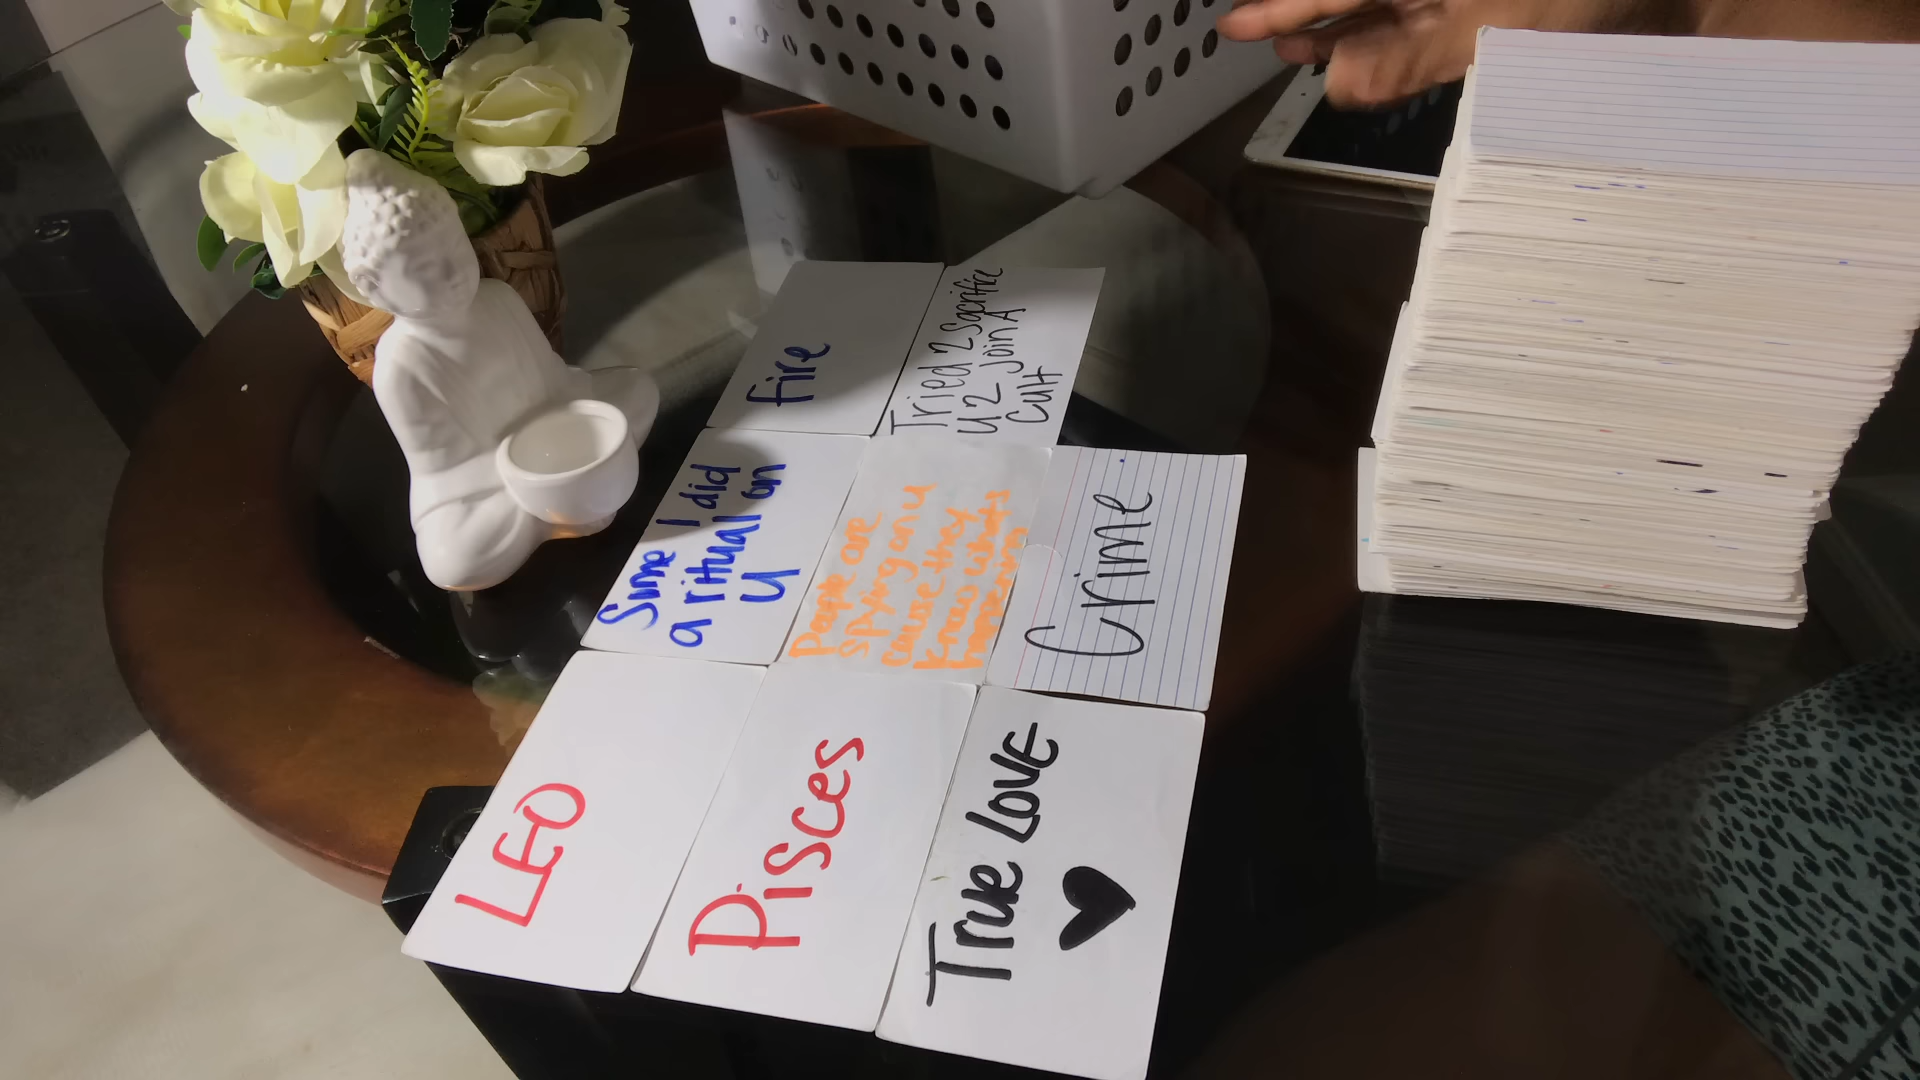 LEO
Some 1 did
a ritual on
U
fire
Pisces
People are
spying on u
cause they
know whats
happening
Tried 2 Sacrifice
U 2 Join A
Cult
True LOVE
Crime